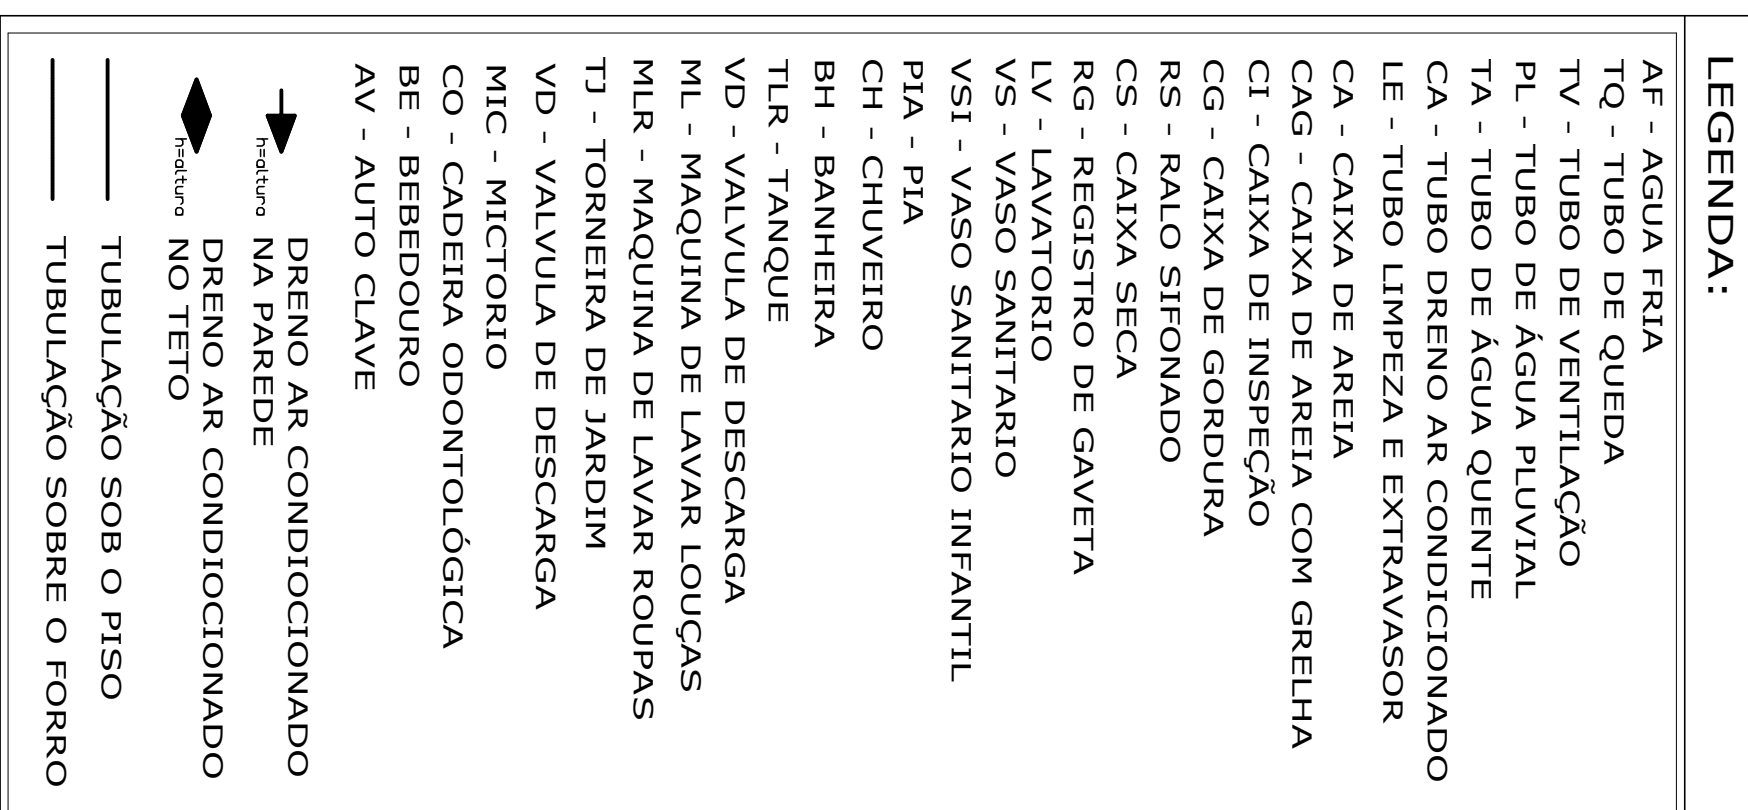 LEGENDA:
AF - AGUA FRIA
TQ - TUBO DE QUEDA
TV - TUBO DE VENTILAÇÃO
PL - TUBO DE ÁGUA PLUVIAL
TA - TUBO DE ÁGUA QUENTE
CA - TUBO DRENO AR CONDICIONADO
LE - TUBO LIMPEZA E EXTRAVASOR
CA - CAIXA DE AREIA
CAG - CAIXA DE AREIA COM GRELHA
CI - CAIXA DE INSPEÇÃO
CG - CAIXA DE GORDURA
RS - RALO SIFONADO
CS - CAIXA SECA
RG - REGISTRO DE GAVETA
LV - LAVATORIO
VS - VASO SANITARIO
VSI - VASO SANITARIO INFANTIL
PIA - PIA
CH - CHUVEIRO
BH - BANHEIRA
TLR - TANQUE
VD - VALVULA DE DESCARGA
ML - MAQUINA DE LAVAR LOUÇAS
MLR - MAQUINA DE LAVAR ROUPAS
TJ - TORNEIRA DE JARDIM
VD - VALVULA DE DESCARGA
MIC - MICTORIO
CO - CADEIRA ODONTOLÓGICA
BE - BEBEDOURO
AV - AUTO CLAVE
DRENO AR CONDIOCIONADO
NA PAREDE
h=altura
DRENO AR CONDIOCIONADO
NO TETO
h=altura
TUBULAÇÃO SOB O PISO
TUBULAÇÃO SOBRE O FORRO